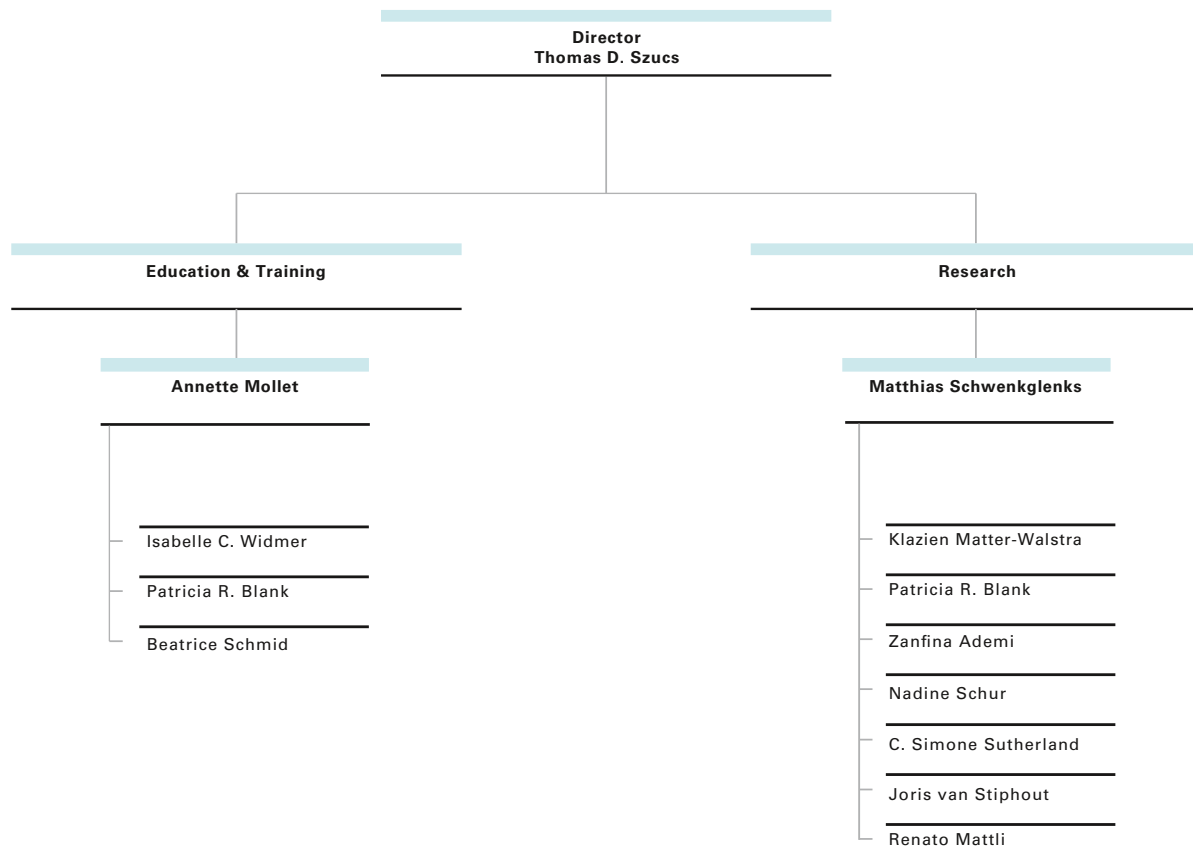 Director
Thomas D. Szucs
Education & Training
Research
Annette Mollet
Matthias Schwenkglenks
Isabelle C. Widmer
Patricia R. Blank
Beatrice Schmid
Klazien Matter-Walstra
Patricia R. Blank
Zanfina Ademi
Nadine Schur
C. Simone Sutherland
Joris van Stiphout
Renato Mattli